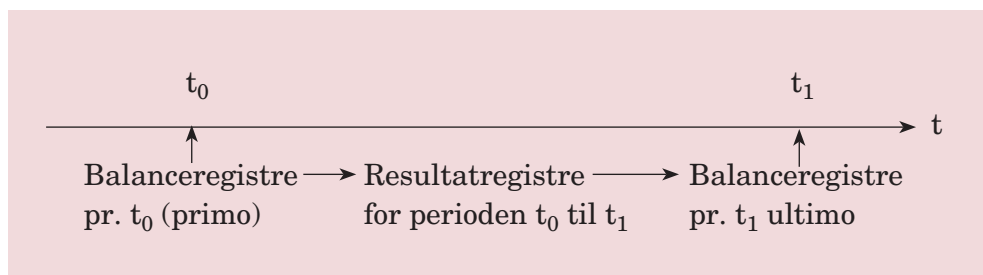 t₀ t₁
t
Balanceregistre Resultatregistre Balanceregistre
pr. t₀ (primo) for perioden t₀ til t₁ pr. t₁ ultimo